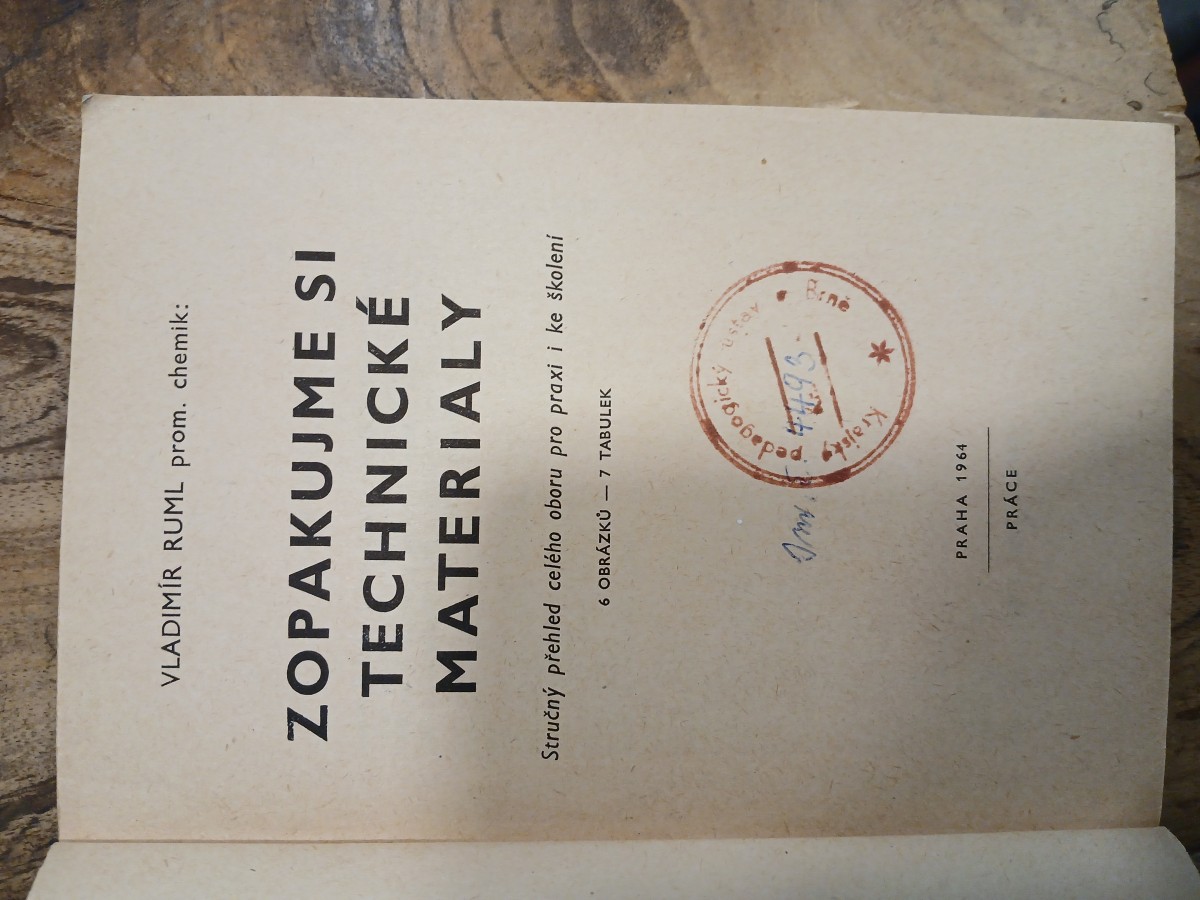 VLADIMÍR RUML prom. chemik:
ZOPAKUJME SI
TECHNICKÉ
MATERIALY
Stručný přehled celého oboru pro praxi i ke školení
6 OBRÁZKŮ — 7 TABULEK
Krajský pedagogický ústav • Brně
4493
PRAHA 1964
PRÁCE